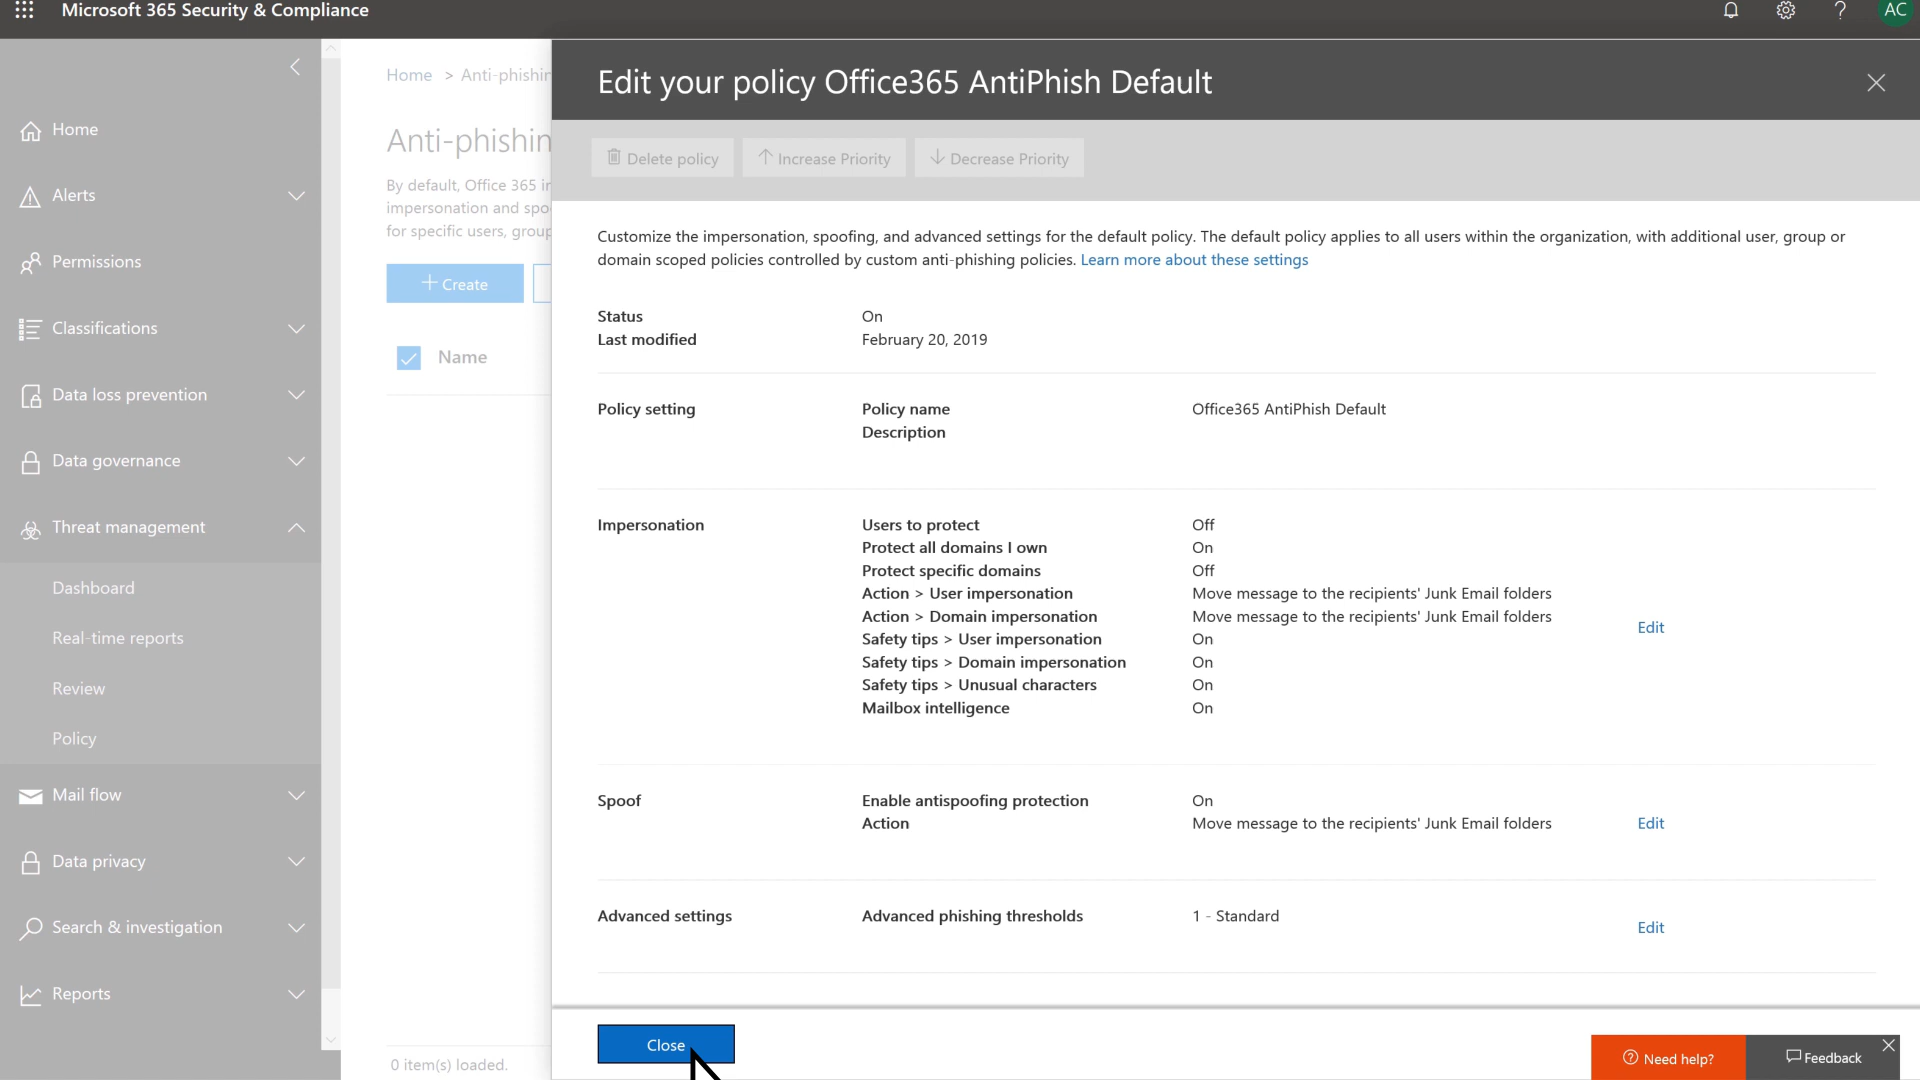 Microsoft 365 Security & Compliance
AC
Home
Alerts
Permissions
Classifications
Data loss prevention
Data governance
Threat management
Dashboard
Real-time reports
Review
Policy
Mail flow
Data privacy
Search & investigation
Reports
Home > Anti-phishin
Anti-phishin
By default, Office 365 in
impersonation and spo
for specific users, group
+ Create
Name
0 item(s) loaded.
Edit your policy Office365 AntiPhish Default
Delete policy
Increase Priority
Decrease Priority
Customize the impersonation, spoofing, and advanced settings for the default policy. The default policy applies to all users within the organization, with additional user, group or
domain scoped policies controlled by custom anti-phishing policies. Learn more about these settings
Status On
Last modified February 20, 2019
Policy setting Policy name Office365 AntiPhish Default
Description
Impersonation Users to protect Off
Protect all domains I own On
Protect specific domains Off
Action > User impersonation Move message to the recipients' Junk Email folders
Action > Domain impersonation Move message to the recipients' Junk Email folders
Edit
Safety tips > User impersonation On
Safety tips > Domain impersonation On
Safety tips > Unusual characters On
Mailbox intelligence On
Spoof Enable antispoofing protection On
Action Move message to the recipients' Junk Email folders Edit
Advanced settings Advanced phishing thresholds 1 - Standard
Edit
Close
Need help?
Feedback